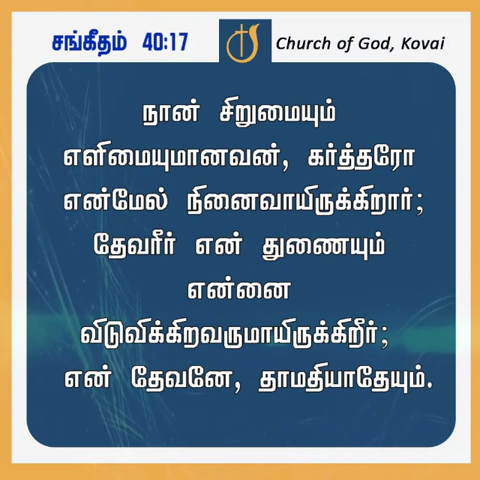 சங்கீதம் 40:17
Church of God, Kovai
நான் சிறுமையும்
எளிமையுமானவன், கர்த்தரோ
என்மேல் நினைவாயிருக்கிறார்;
தேவரீர் என் துணையும்
என்னை
விடுவிக்கிறவருமாயிருக்கிறீர்;
என் தேவனே, தாமதியாதேயும்.